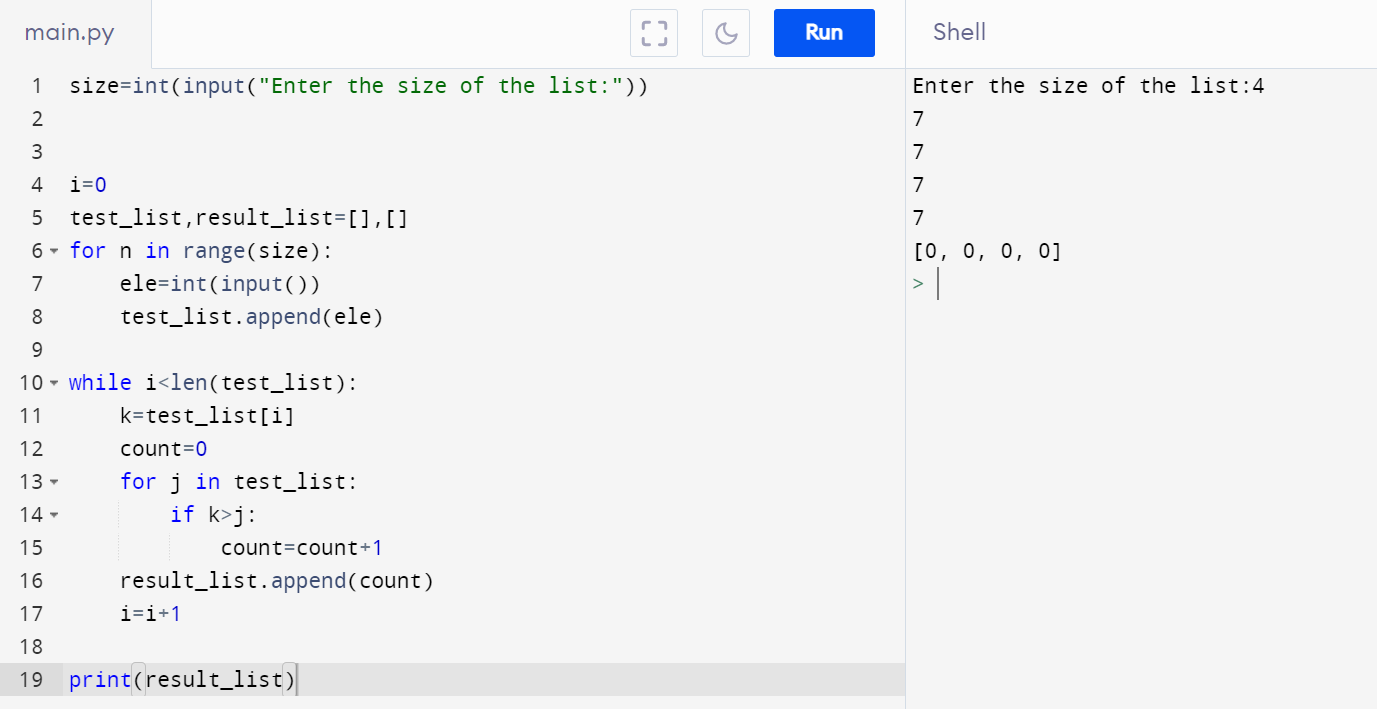 main.py
Run
1 size=int(input("Enter the size of the list:"))
2
3
4 i=0
5 test_list,result_list=[],[]
6 for n in range(size):
7     ele=int(input())
8     test_list.append(ele)
9
10 while i<len(test_list):
11     k=test_list[i]
12     count=0
13     for j in test_list:
14         if k>j:
15             count=count+1
16     result_list.append(count)
17     i=i+1
18
19 print(result_list)
Shell
Enter the size of the list:4
7
7
7
7
[0, 0, 0, 0]
>